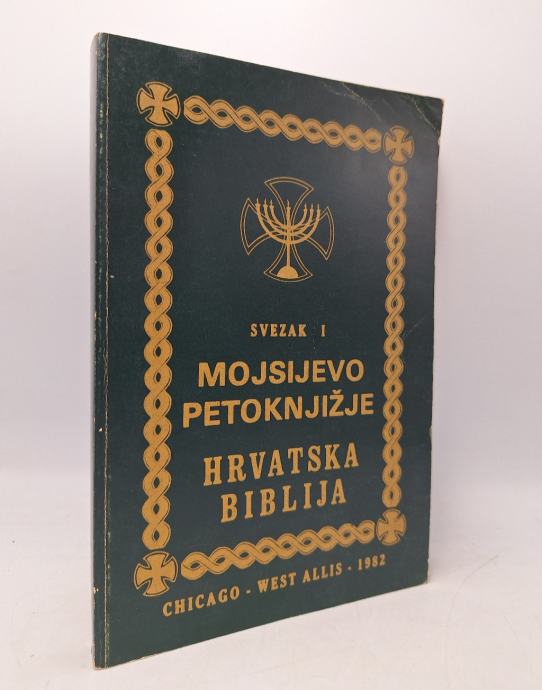 SVEZAK I
MOJSIJEVO
PETOKNJIŽJE
HRVATSKA
BIBLIJA
CHICAGO - WEST ALLIS - 1982